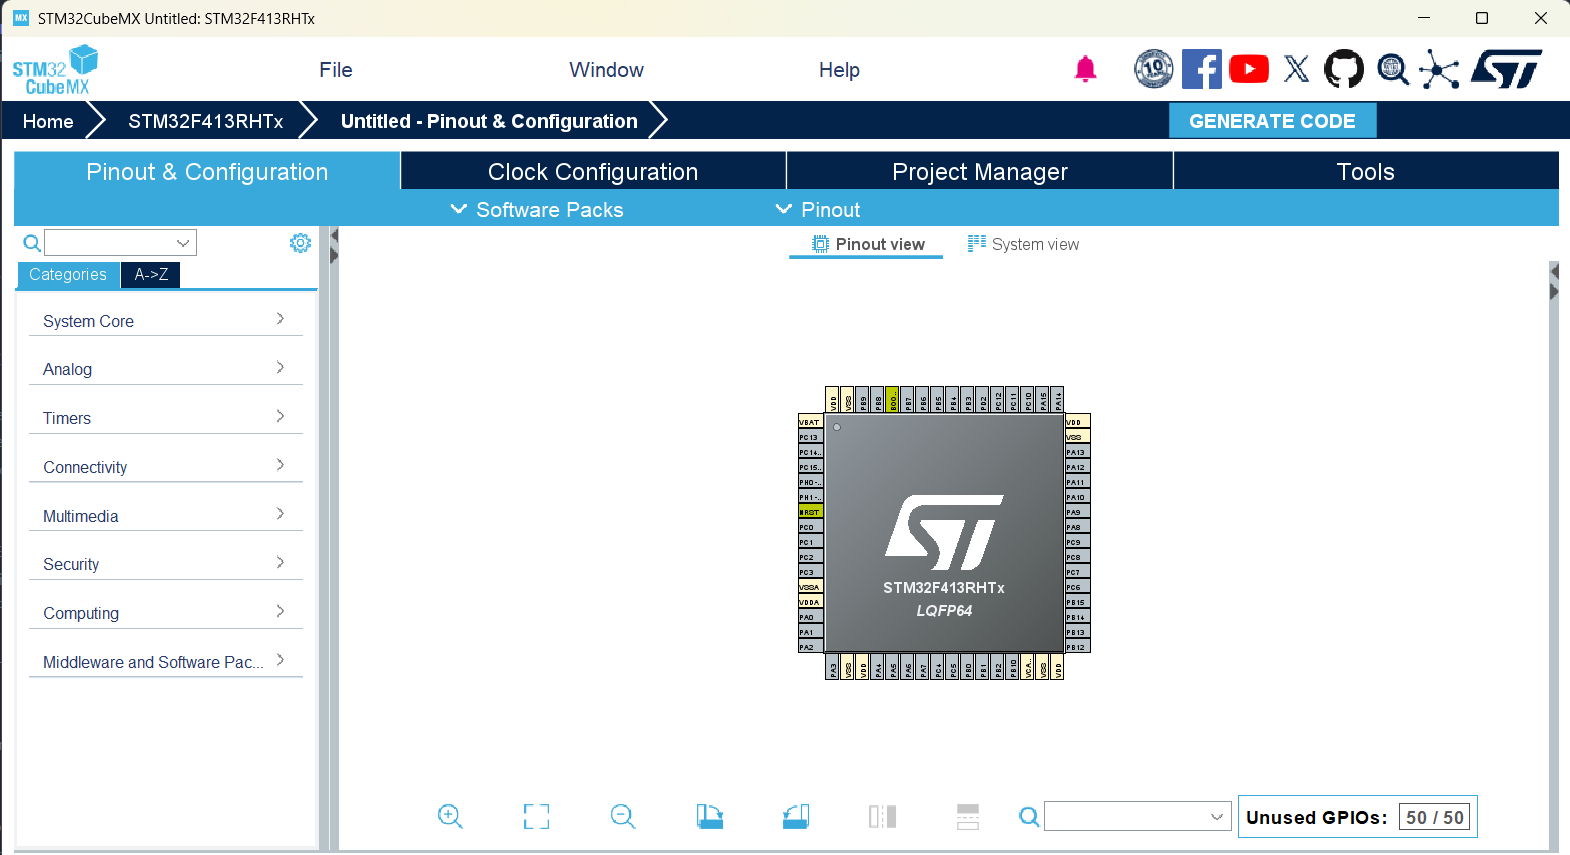 MX STM32CubeMX Untitled: STM32F413RHTx
STM32
CubeMX
File Window Help
10
Home STM32F413RHTx Untitled - Pinout & Configuration GENERATE CODE
Pinout & Configuration Clock Configuration Project Manager Tools
Software Packs Pinout
Pinout view System view
Categories A->Z
System Core
Analog
Timers
Connectivity
Multimedia
Security
Computing
Middleware and Software Pac...
VDD VSS PB9 PB8 BOO... PB7 PB6 PB5 PB4 PB3 PD2 PC12 PC11 PC10 PA15 PA14
VBAT
PC13
PC14..
PC15..
PH0-..
PH1-..
NRST
PC0
PC1
PC2
PC3
VSSA
VDDA
PA0
PA1
PA2
STM32F413RHTx
LQFP64
VDD
VSS
PA13
PA12
PA11
PA10
PA9
PA8
PC9
PC8
PC7
PC6
PB15
PB14
PB13
PB12
PA3 VSS VDD PA4 PA5 PA6 PA7 PC4 PC5 PB0 PB1 PB2 PB10 VCA.. VSS VDD
Unused GPIOs: 50 / 50